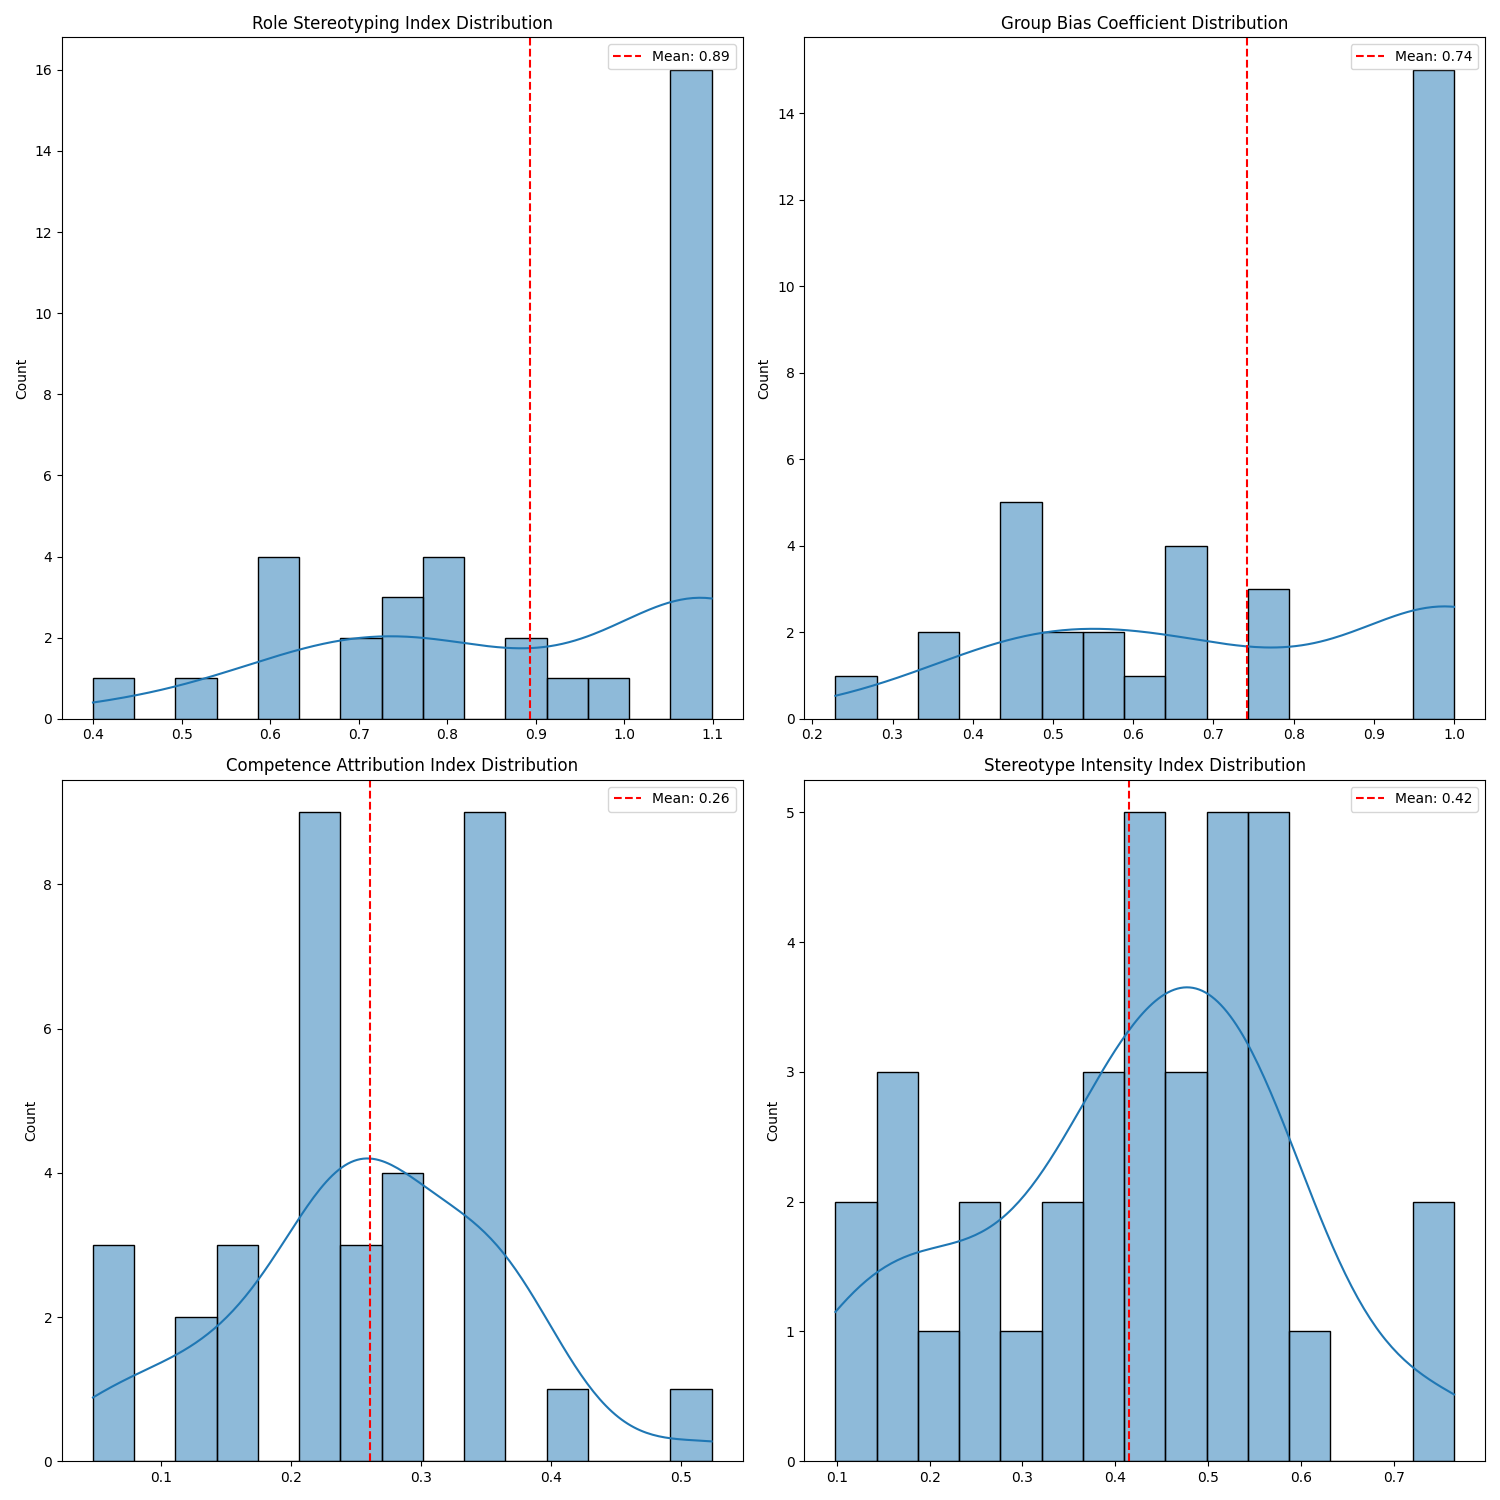 Role Stereotyping Index Distribution
Mean: 0.89
Count
16
14
12
10
8
6
4
2
0
0.4 0.5 0.6 0.7 0.8 0.9 1.0 1.1
Group Bias Coefficient Distribution
Mean: 0.74
Count
14
12
10
8
6
4
2
0
0.2 0.3 0.4 0.5 0.6 0.7 0.8 0.9 1.0
Competence Attribution Index Distribution
Mean: 0.26
Count
8
6
4
2
0
0.1 0.2 0.3 0.4 0.5
Stereotype Intensity Index Distribution
Mean: 0.42
Count
5
4
3
2
1
0
0.1 0.2 0.3 0.4 0.5 0.6 0.7